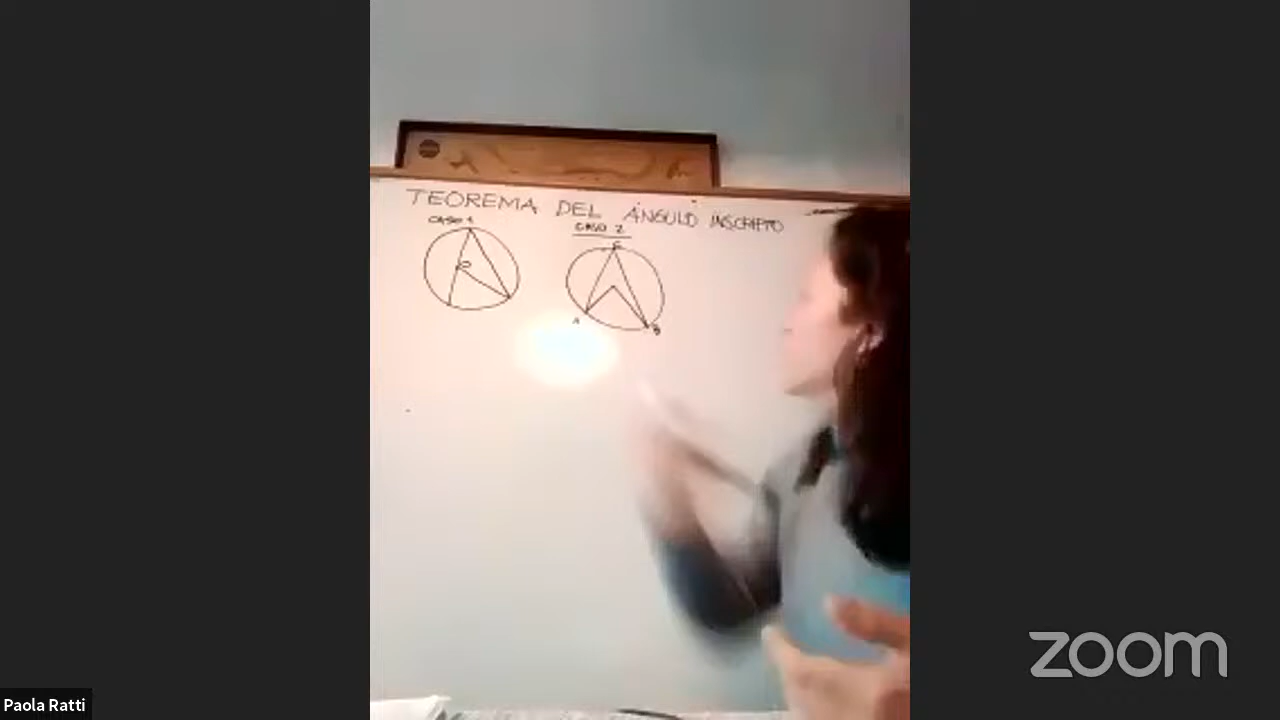 TEOREMA DEL ÁNGULO INSCRIPTO
CASO 1
CASO 2
C
O
A
B
zoom
Paola Ratti